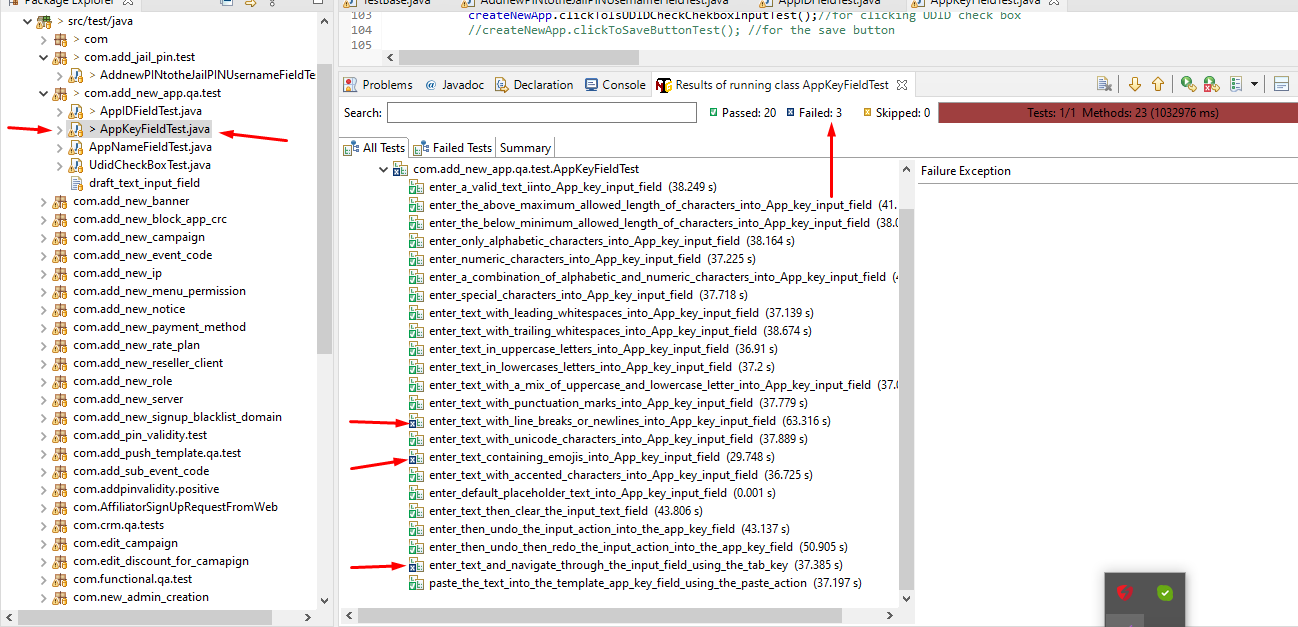 Package Explorer
src/test/java
com
com.add_jail_pin.test
AddnewPINtotheJailPINUsernameFieldTe
com.add_new_app.qa.test
AppIDFieldTest.java
AppKeyFieldTest.java
AppNameFieldTest.java
UdidCheckBoxTest.java
draft_text_input_field
com.add_new_banner
com.add_new_block_app_crc
com.add_new_campaign
com.add_new_event_code
com.add_new_ip
com.add_new_menu_permission
com.add_new_notice
com.add_new_payment_method
com.add_new_rate_plan
com.add_new_reseller_client
com.add_new_role
com.add_new_server
com.add_new_signup_blacklist_domain
com.add_pin_validity.test
com.add_push_template.qa.test
com.add_sub_event_code
com.addpinvalidity.positive
com.AffiliatorSignUpRequestFromWeb
com.crm.qa.tests
com.edit_campaign
com.edit_discount_for_camapign
com.functional.qa.test
com.new_admin_creation
TestBase.java AddnewPINtotheJailPINUsernameFieldTest.java AppIDFieldTest.java AppKeyFieldTest.java
103 createNewApp.clickToIsUDIDCheckChekboxInputTest();//for clicking UDID check box
104 //createNewApp.clickToSaveButtonTest(); //for the save button
105
Problems @ Javadoc Declaration Console Results of running class AppKeyFieldTest
Search: Passed: 20 Failed: 3 Skipped: 0 Tests: 1/1 Methods: 23 (1032976 ms)
All Tests Failed Tests Summary
Failure Exception
com.add_new_app.qa.test.AppKeyFieldTest
enter_a_valid_text_iinto_App_key_input_field (38.249 s)
enter_the_above_maximum_allowed_length_of_characters_into_App_key_input_field (41.
enter_the_below_minimum_allowed_length_of_characters_into_App_key_input_field (38.0
enter_only_alphabetic_characters_into_App_key_input_field (38.164 s)
enter_numeric_characters_into_App_key_input_field (37.225 s)
enter_a_combination_of_alphabetic_and_numeric_characters_into_App_key_input_field (
enter_special_characters_into_App_key_input_field (37.718 s)
enter_text_with_leading_whitespaces_into_App_key_input_field (37.139 s)
enter_text_with_trailing_whitespaces_into_App_key_input_field (38.674 s)
enter_text_in_uppercase_letters_into_App_key_input_field (36.91 s)
enter_text_in_lowercases_letters_into_App_key_input_field (37.2 s)
enter_text_with_a_mix_of_uppercase_and_lowercase_letter_into_App_key_input_field (37.0
enter_text_with_punctuation_marks_into_App_key_input_field (37.779 s)
enter_text_with_line_breaks_or_newlines_into_App_key_input_field (63.316 s)
enter_text_with_unicode_characters_into_App_key_input_field (37.889 s)
enter_text_containing_emojis_into_App_key_input_field (29.748 s)
enter_text_with_accented_characters_into_App_key_input_field (36.725 s)
enter_default_placeholder_text_into_App_key_input_field (0.001 s)
enter_text_then_clear_the_input_text_field (43.806 s)
enter_then_undo_the_input_action_into_the_app_key_field (43.137 s)
enter_then_undo_then_redo_the_input_action_into_the_app_key_field (50.905 s)
enter_text_and_navigate_through_the_input_field_using_the_tab_key (37.385 s)
paste_the_text_into_the_template_app_key_field_using_the_paste_action (37.197 s)